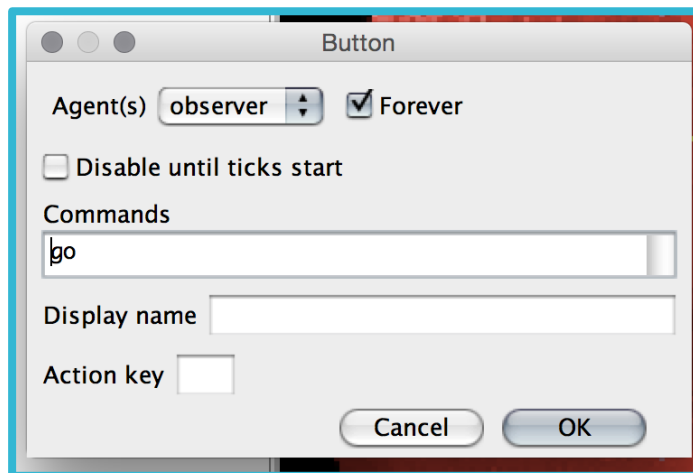 Button
Agent(s) observer Forever
Disable until ticks start
Commands
go
Display name
Action key
Cancel OK